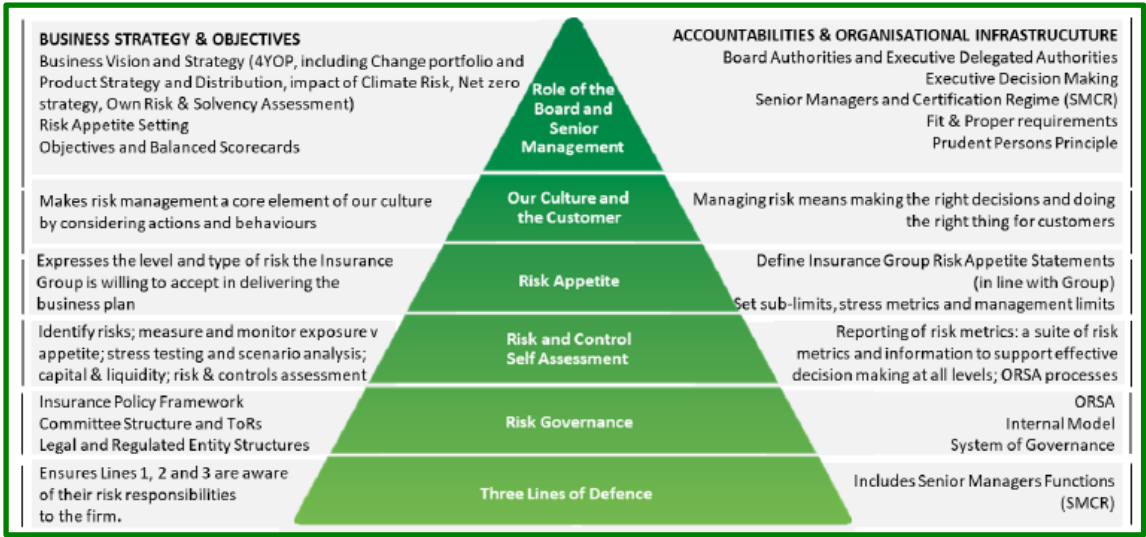 BUSINESS STRATEGY & OBJECTIVES
Business Vision and Strategy (4YOP, including Change portfolio and
Product Strategy and Distribution, impact of Climate Risk, Net zero
strategy, Own Risk & Solvency Assessment)
Risk Appetite Setting
Objectives and Balanced Scorecards
Role of the
Board and
Senior
Management
ACCOUNTABILITIES & ORGANISATIONAL INFRASTRUCUTURE
Board Authorities and Executive Delegated Authorities
Executive Decision Making
Senior Managers and Certification Regime (SMCR)
Fit & Proper requirements
Prudent Persons Principle
Makes risk management a core element of our culture
by considering actions and behaviours
Our Culture and
the Customer
Managing risk means making the right decisions and doing
the right thing for customers
Expresses the level and type of risk the Insurance
Group is willing to accept in delivering the
business plan
Risk Appetite
Define Insurance Group Risk Appetite Statements
(in line with Group)
Set sub-limits, stress metrics and management limits
Identify risks; measure and monitor exposure v
appetite; stress testing and scenario analysis;
capital & liquidity; risk & controls assessment
Risk and Control
Self Assessment
Reporting of risk metrics: a suite of risk
metrics and information to support effective
decision making at all levels; ORSA processes
Insurance Policy Framework
Committee Structure and ToRs
Legal and Regulated Entity Structures
Risk Governance
ORSA
Internal Model
System of Governance
Ensures Lines 1, 2 and 3 are aware
of their risk responsibilities
to the firm.
Three Lines of Defence
Includes Senior Managers Functions
(SMCR)